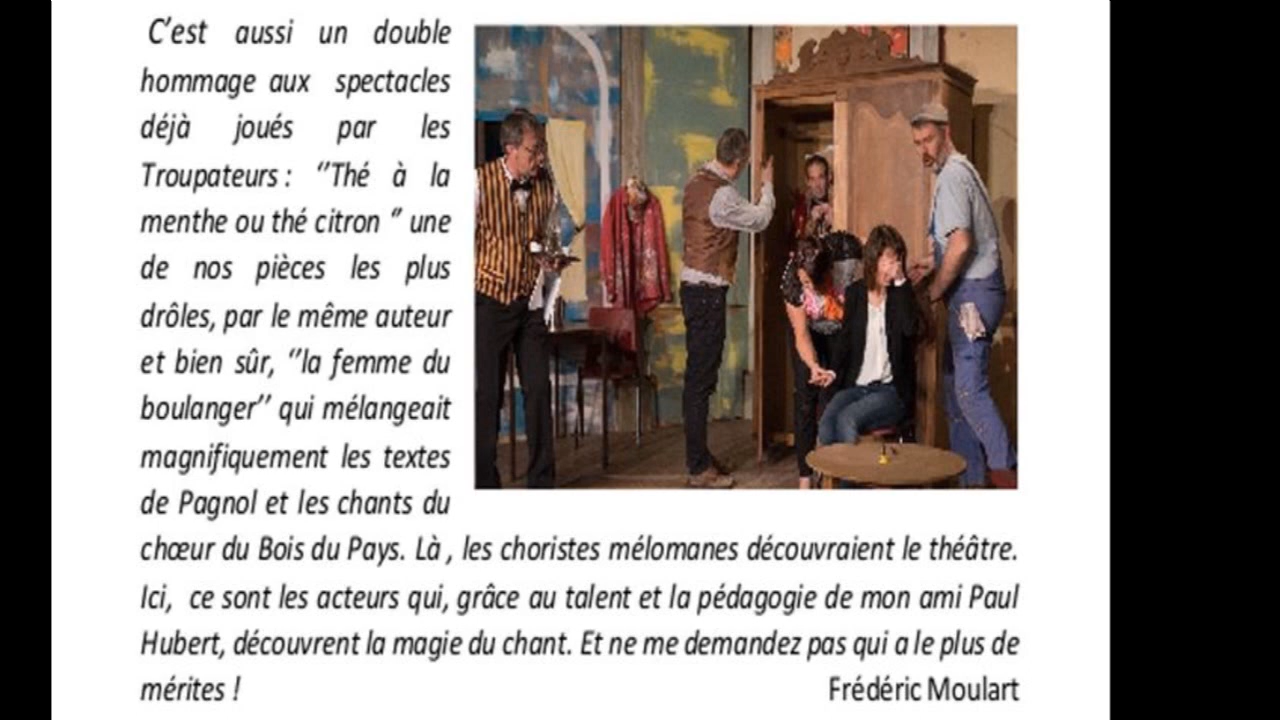 C'est aussi un double
hommage aux spectacles
déjà joués par les
Troupateurs : ‘’Thé à la
menthe ou thé citron ‘’ une
de nos pièces les plus
drôles, par le même auteur
et bien sûr, ‘’la femme du
boulanger’’ qui mélangeait
magnifiquement les textes
de Pagnol et les chants du
chœur du Bois du Pays. Là , les choristes mélomanes découvraient le théâtre.
Ici, ce sont les acteurs qui, grâce au talent et la pédagogie de mon ami Paul
Hubert, découvrent la magie du chant. Et ne me demandez pas qui a le plus de
mérites ! Frédéric Moulart